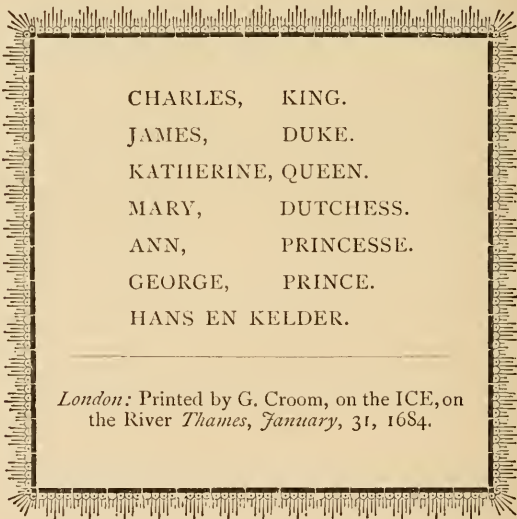 CHARLES, KING.
JAMES, DUKE.
KATHERINE, QUEEN.
MARY, DUTCHESS.
ANN, PRINCESSE.
GEORGE, PRINCE.
HANS EN KELDER.
London: Printed by G. Croom, on the ICE, on
the River Thames, January, 31, 1684.